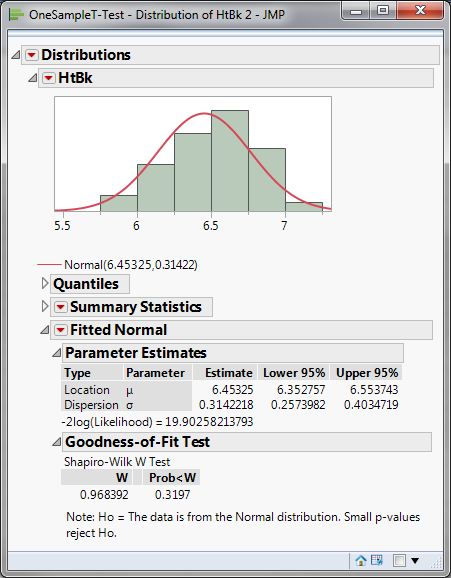 OneSampleT-Test - Distribution of HtBk 2 - JMP
Distributions
HtBk
5.5 6 6.5 7
Normal(6.45325,0.31422)
Quantiles
Summary Statistics
Fitted Normal
Parameter Estimates
Type Parameter Estimate Lower 95% Upper 95%
Location μ 6.45325 6.352757 6.553743
Dispersion σ 0.3142218 0.2573982 0.4034719
-2log(Likelihood) = 19.90258213793
Goodness-of-Fit Test
Shapiro-Wilk W Test
W Prob<W
0.968392 0.3197
Note: Ho = The data is from the Normal distribution. Small p-values
reject Ho.